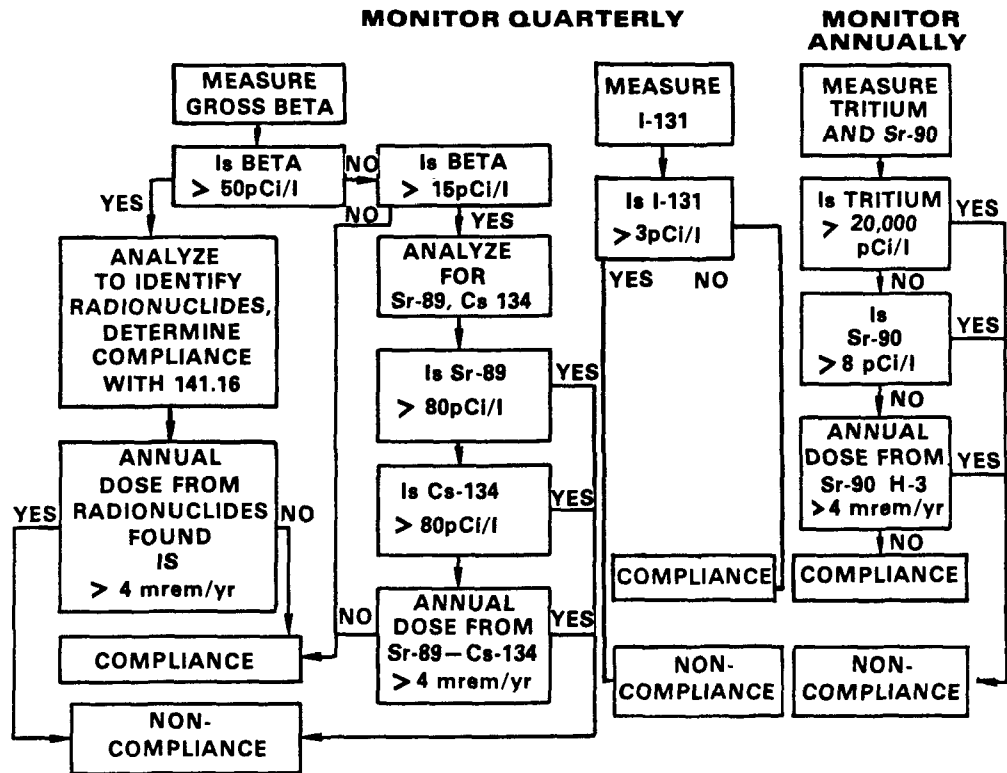 MONITOR QUARTERLY
MEASURE
GROSS BETA
Is BETA
> 50pCi/l
YES
NO
Is BETA
> 15pCi/l
NO
YES
ANALYZE
TO IDENTIFY
RADIONUCLIDES,
DETERMINE
COMPLIANCE
WITH 141.16
ANNUAL
DOSE FROM
RADIONUCLIDES
FOUND
IS
> 4 mrem/yr
YES
NO
COMPLIANCE
NON-
COMPLIANCE
ANALYZE
FOR
Sr-89, Cs 134
Is Sr-89
> 80pCi/l
YES
Is Cs-134
> 80pCi/l
YES
ANNUAL
DOSE FROM
Sr-89—Cs-134
> 4 mrem/yr
NO
YES
MEASURE
I-131
Is I-131
>3pCi/l
YES
NO
COMPLIANCE
NON-
COMPLIANCE
MONITOR
ANNUALLY
MEASURE
TRITIUM
AND Sr-90
Is TRITIUM
> 20,000
pCi/l
YES
NO
Is
Sr-90
>8 pCi/l
YES
NO
ANNUAL
DOSE FROM
Sr-90 H-3
>4 mrem/yr
YES
NO
COMPLIANCE
NON-
COMPLIANCE